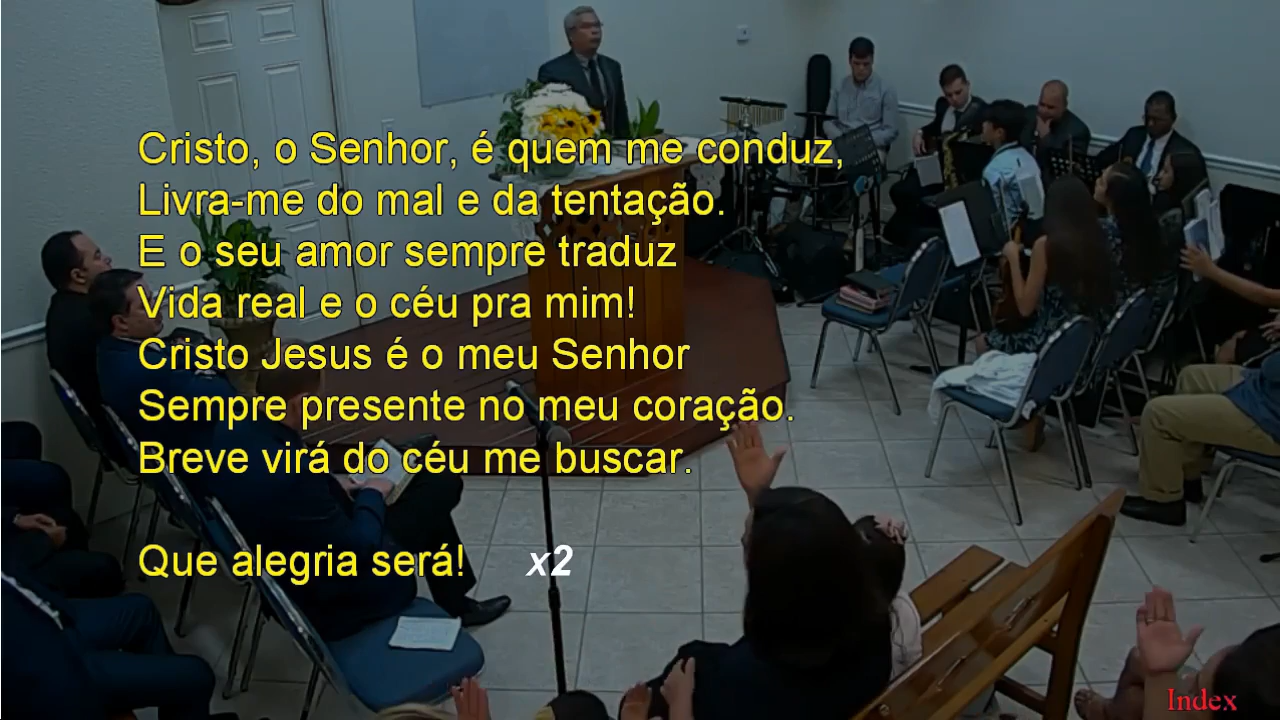 Cristo, o Senhor, é quem me conduz,
Livra-me do mal e da tentação.
E o seu amor sempre traduz
Vida real e o céu pra mim!
Cristo Jesus é o meu Senhor
Sempre presente no meu coração.
Breve virá do céu me buscar.
Que alegria será! x2
Index